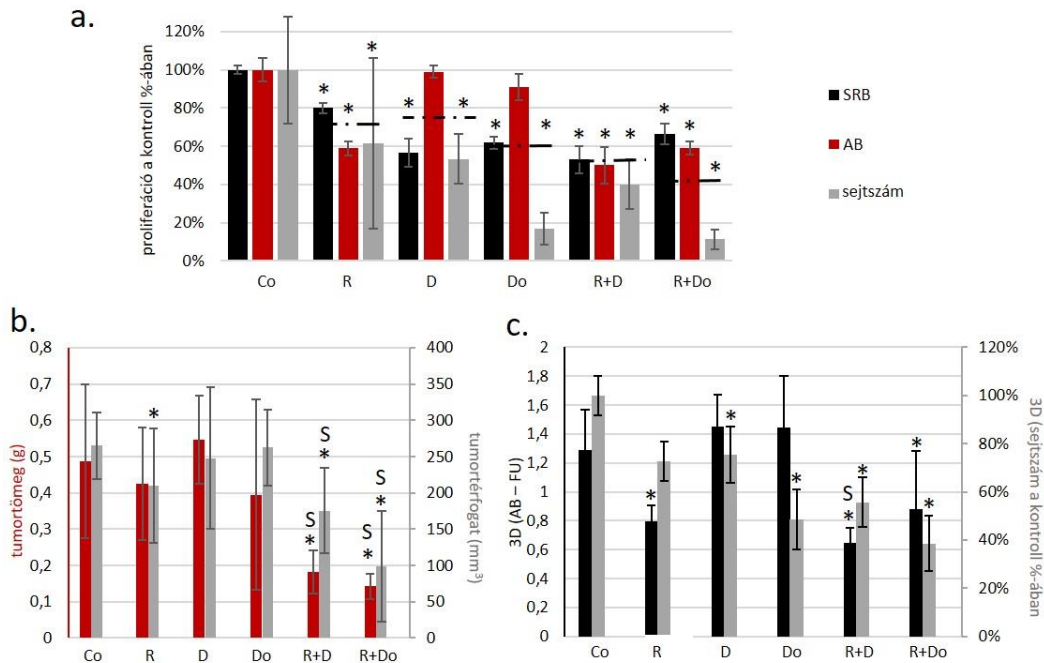 a.
proliferáció a kontroll %-ában
120%
100%
80%
60%
40%
20%
0%
* * * * * * * * * * * * *
Co R D Do R+D R+Do
SRB
AB
sejtszám
b.
tumortömeg (g)
0,8
0,7
0,6
0,5
0,4
0,3
0,2
0,1
0
*
S
*
S
*
S
*
S
*
400
350
300
250
200
150
100
50
0
tumortérfogat (mm³)
Co R D Do R+D R+Do
c.
3D (AB – FU)
2
1,8
1,6
1,4
1,2
1
0,8
0,6
0,4
0,2
0
*
*
*
S
*
*
*
*
120%
100%
80%
60%
40%
20%
0%
3D (sejtszám a kontroll %-ában
Co R D Do R+D R+Do